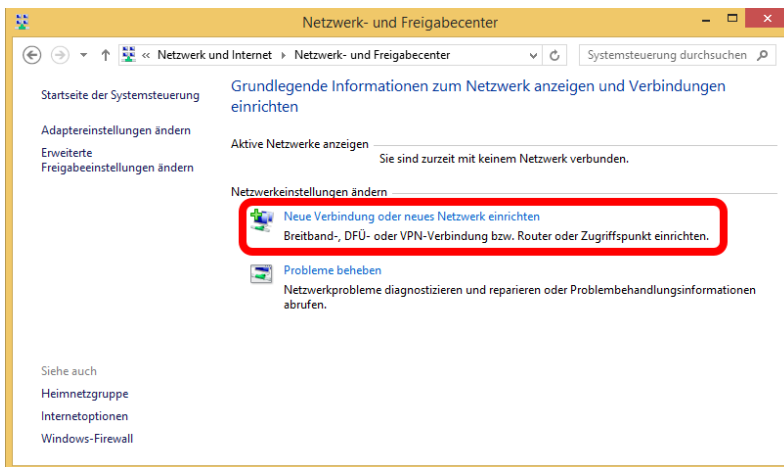 Netzwerk- und Freigabecenter
« Netzwerk und Internet ▸ Netzwerk- und Freigabecenter
Systemsteuerung durchsuchen
Startseite der Systemsteuerung
Adaptereinstellungen ändern
Erweiterte
Freigabeeinstellungen ändern
Grundlegende Informationen zum Netzwerk anzeigen und Verbindungen
einrichten
Aktive Netzwerke anzeigen
Sie sind zurzeit mit keinem Netzwerk verbunden.
Netzwerkeinstellungen ändern
Neue Verbindung oder neues Netzwerk einrichten
Breitband-, DFÜ- oder VPN-Verbindung bzw. Router oder Zugriffspunkt einrichten.
Probleme beheben
Netzwerkprobleme diagnostizieren und reparieren oder Problembehandlungsinformationen
abrufen.
Siehe auch
Heimnetzgruppe
Internetoptionen
Windows-Firewall